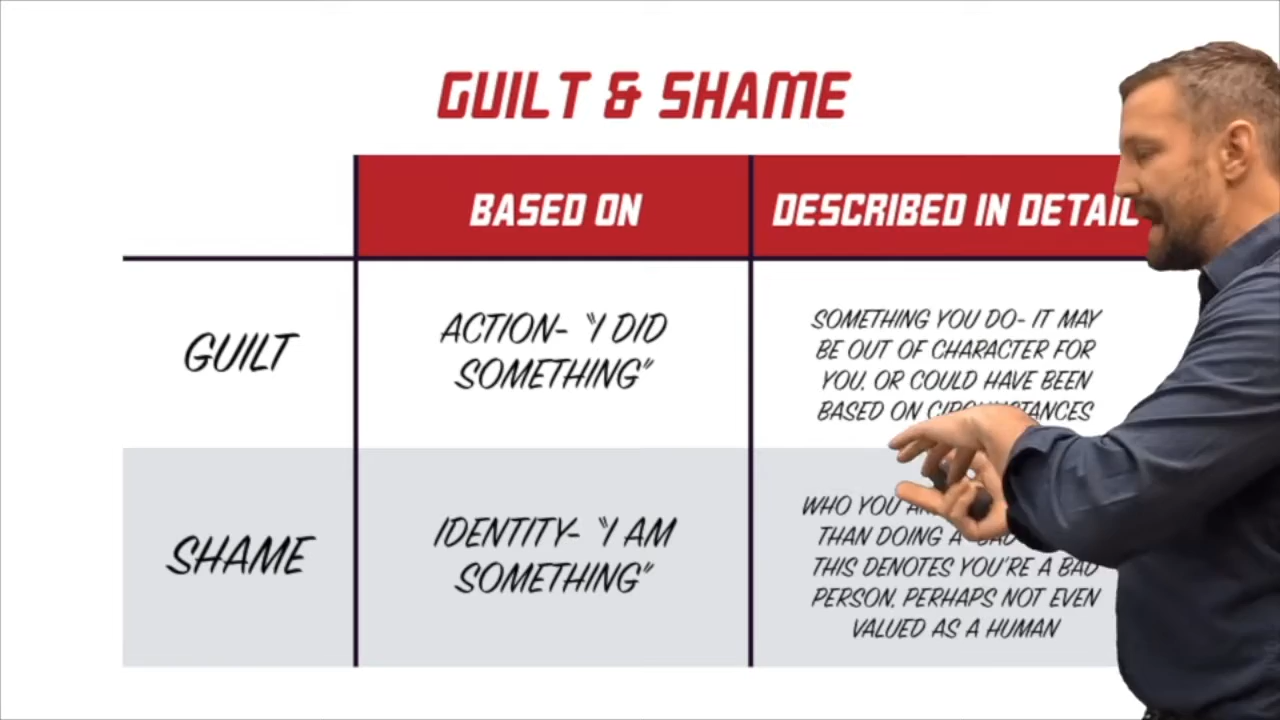 GUILT & SHAME
BASED ON
DESCRIBED IN DETAIL
GUILT
ACTION- "I DID
SOMETHING"
SOMETHING YOU DO- IT MAY
BE OUT OF CHARACTER FOR
YOU. OR COULD HAVE BEEN
BASED ON CIRCUMSTANCES
SHAME
IDENTITY- "I AM
SOMETHING"
WHO YOU
THAN DOING A BAD
THIS DENOTES YOU'RE A BAD
PERSON. PERHAPS NOT EVEN
VALUED AS A HUMAN